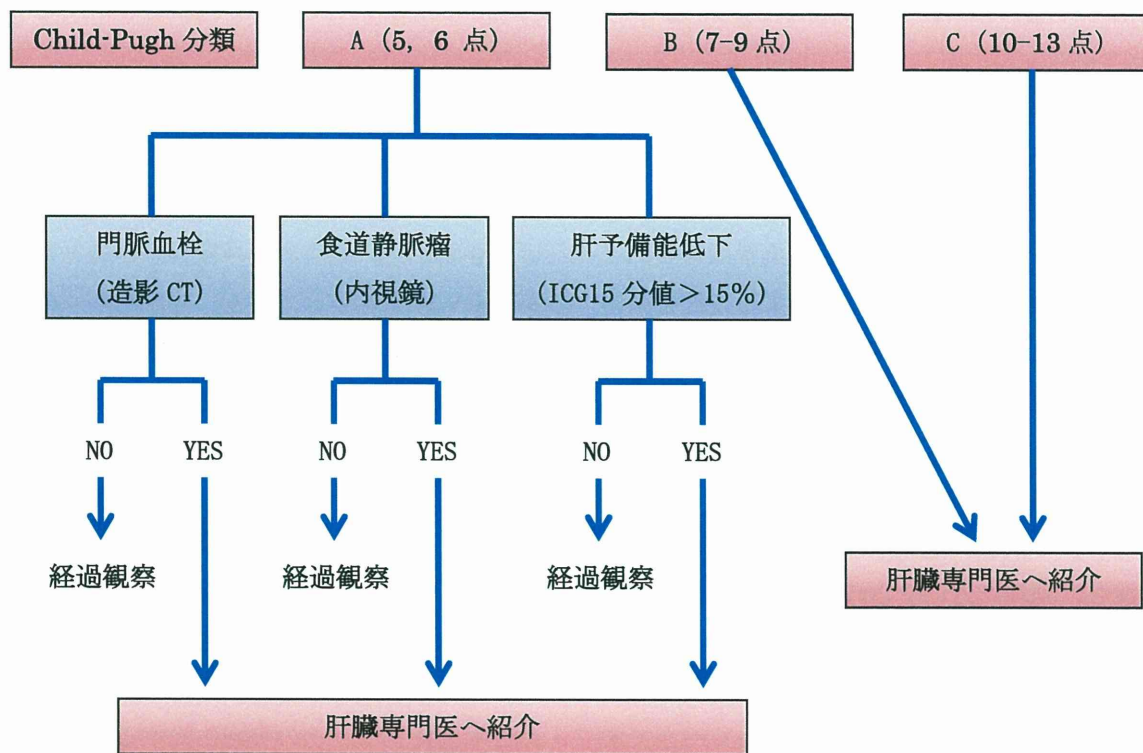 Child-Pugh 分類
A (5, 6 点)
B (7-9 点)
C (10-13 点)
門脈血栓
(造影 CT)
食道静脈瘤
(内視鏡)
肝予備能低下
(ICG15 分値＞15%)
NO
YES
NO
YES
NO
YES
経過観察
経過観察
経過観察
肝臓専門医へ紹介
肝臓専門医へ紹介